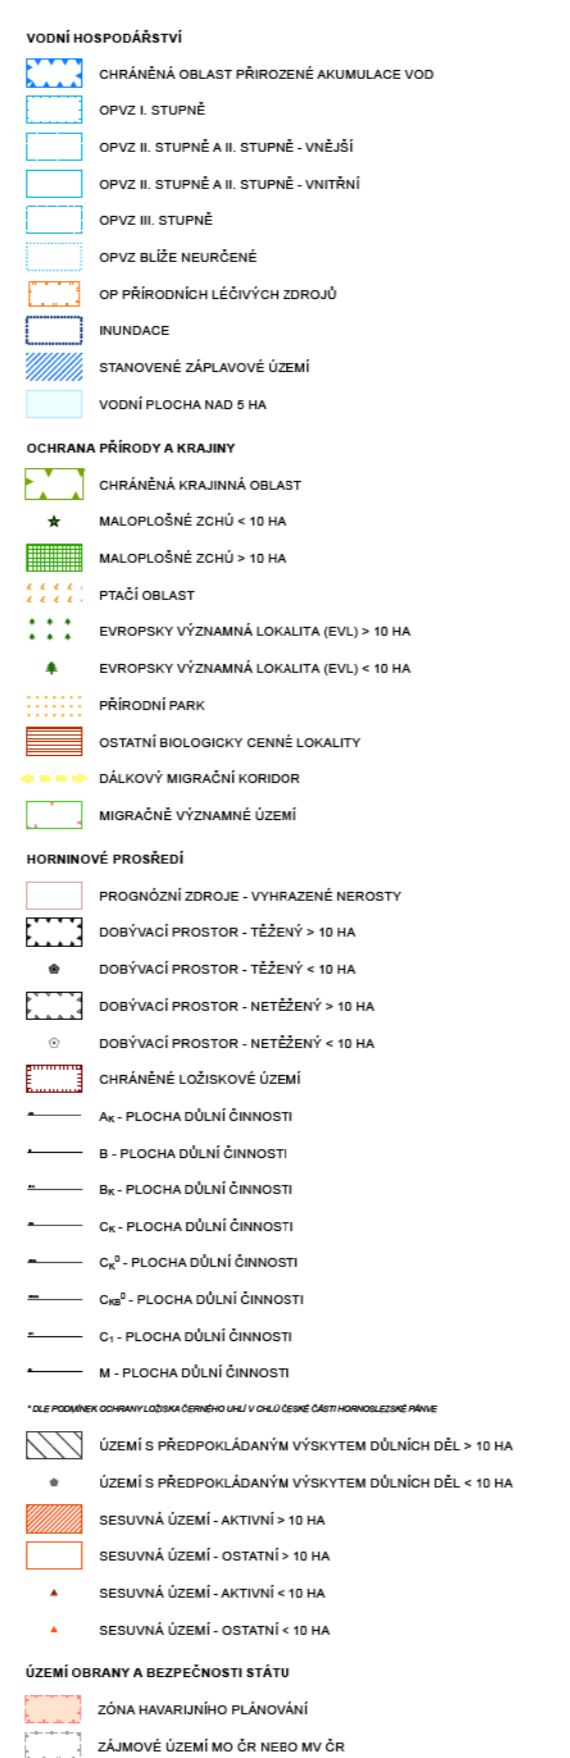 VODNÍ HOSPODÁŘSTVÍ
CHRÁNĚNÁ OBLAST PŘIROZENÉ AKUMULACE VOD
OPVZ I. STUPNĚ
OPVZ II. STUPNĚ A II. STUPNĚ - VNĚJŠÍ
OPVZ II. STUPNĚ A II. STUPNĚ - VNITŘNÍ
OPVZ III. STUPNĚ
OPVZ BLÍŽE NEURČENÉ
OP PŘÍRODNÍCH LÉČIVÝCH ZDROJŮ
INUNDACE
STANOVENÉ ZÁPLAVOVÉ ÚZEMÍ
VODNÍ PLOCHA NAD 5 HA
OCHRANA PŘÍRODY A KRAJINY
CHRÁNĚNÁ KRAJINNÁ OBLAST
MALOPLOŠNÉ ZCHÚ < 10 HA
MALOPLOŠNÉ ZCHÚ > 10 HA
PTAČÍ OBLAST
EVROPSKY VÝZNAMNÁ LOKALITA (EVL) > 10 HA
EVROPSKY VÝZNAMNÁ LOKALITA (EVL) < 10 HA
PŘÍRODNÍ PARK
OSTATNÍ BIOLOGICKY CENNÉ LOKALITY
DÁLKOVÝ MIGRAČNÍ KORIDOR
MIGRAČNĚ VÝZNAMNÉ ÚZEMÍ
HORNINOVÉ PROSŘEDÍ
PROGNÓZNÍ ZDROJE - VYHRAZENÉ NEROSTY
DOBÝVACÍ PROSTOR - TĚŽENÝ > 10 HA
DOBÝVACÍ PROSTOR - TĚŽENÝ < 10 HA
DOBÝVACÍ PROSTOR - NETĚŽENÝ > 10 HA
DOBÝVACÍ PROSTOR - NETĚŽENÝ < 10 HA
CHRÁNĚNÉ LOŽISKOVÉ ÚZEMÍ
Aᴋ - PLOCHA DŮLNÍ ČINNOSTI
B - PLOCHA DŮLNÍ ČINNOSTI
Bᴋ - PLOCHA DŮLNÍ ČINNOSTI
Cᴋ - PLOCHA DŮLNÍ ČINNOSTI
Cᴋ⁰ - PLOCHA DŮLNÍ ČINNOSTI
Cᴋʙ⁰ - PLOCHA DŮLNÍ ČINNOSTI
C₁ - PLOCHA DŮLNÍ ČINNOSTI
M - PLOCHA DŮLNÍ ČINNOSTI
* DLE PODMÍNEK OCHRANY LOŽISKA ČERNÉHO UHLÍ V CHLÚ ČESKÉ ČÁSTI HORNOSLEZSKÉ PÁNVE
ÚZEMÍ S PŘEDPOKLÁDANÝM VÝSKYTEM DŮLNÍCH DĚL > 10 HA
ÚZEMÍ S PŘEDPOKLÁDANÝM VÝSKYTEM DŮLNÍCH DĚL < 10 HA
SESUVNÁ ÚZEMÍ - AKTIVNÍ > 10 HA
SESUVNÁ ÚZEMÍ - OSTATNÍ > 10 HA
SESUVNÁ ÚZEMÍ - AKTIVNÍ < 10 HA
SESUVNÁ ÚZEMÍ - OSTATNÍ < 10 HA
ÚZEMÍ OBRANY A BEZPEČNOSTI STÁTU
ZÓNA HAVARIJNÍHO PLÁNOVÁNÍ
ZÁJMOVÉ ÚZEMÍ MO ČR NEBO MV ČR